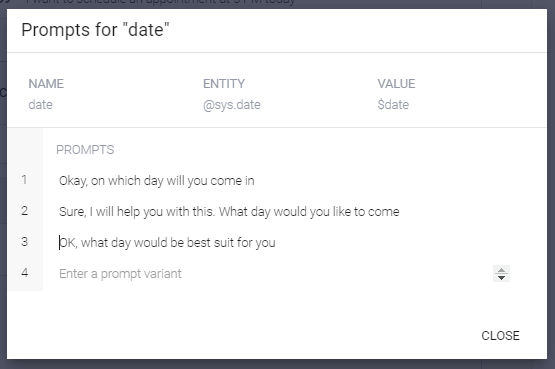 I want to schedule an appointment at 5 PM today
Prompts for "date"
NAME ENTITY VALUE
date @sys.date $date
PROMPTS
1 Okay, on which day will you come in
2 Sure, I will help you with this. What day would you like to come
3 OK, what day would be best suit for you
4 Enter a prompt variant
CLOSE